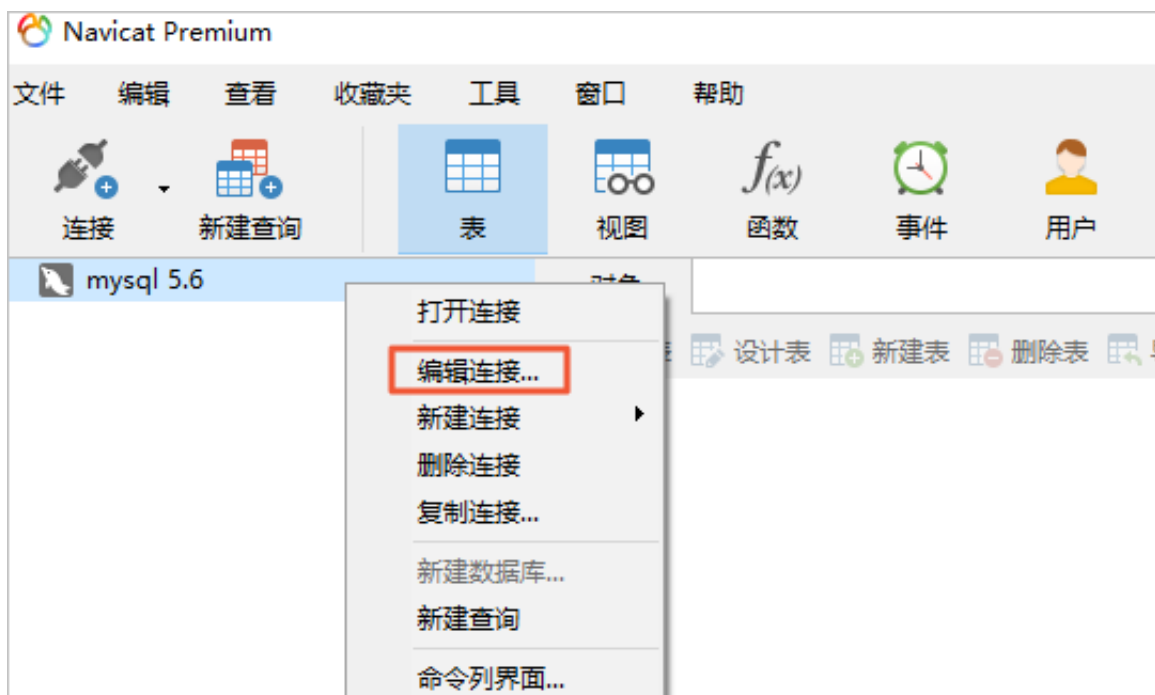 Navicat Premium
文件 编辑 查看 收藏夹 工具 窗口 帮助
f(x)
连接 新建查询 表 视图 函数 事件 用户
mysql 5.6
打开连接
设计表 新建表 删除表
编辑连接...
新建连接
删除连接
复制连接...
新建数据库...
新建查询
命令列界面...